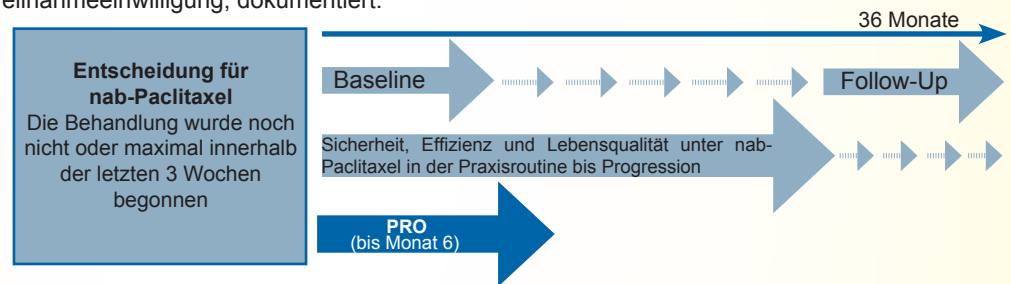 eilnahmeeinwilligung, dokumentiert.
36 Monate
Entscheidung für
nab-Paclitaxel
Die Behandlung wurde noch
nicht oder maximal innerhalb
der letzten 3 Wochen
begonnen
Baseline
Follow-Up
Sicherheit, Effizienz und Lebensqualität unter nab-
Paclitaxel in der Praxisroutine bis Progression
PRO
(bis Monat 6)